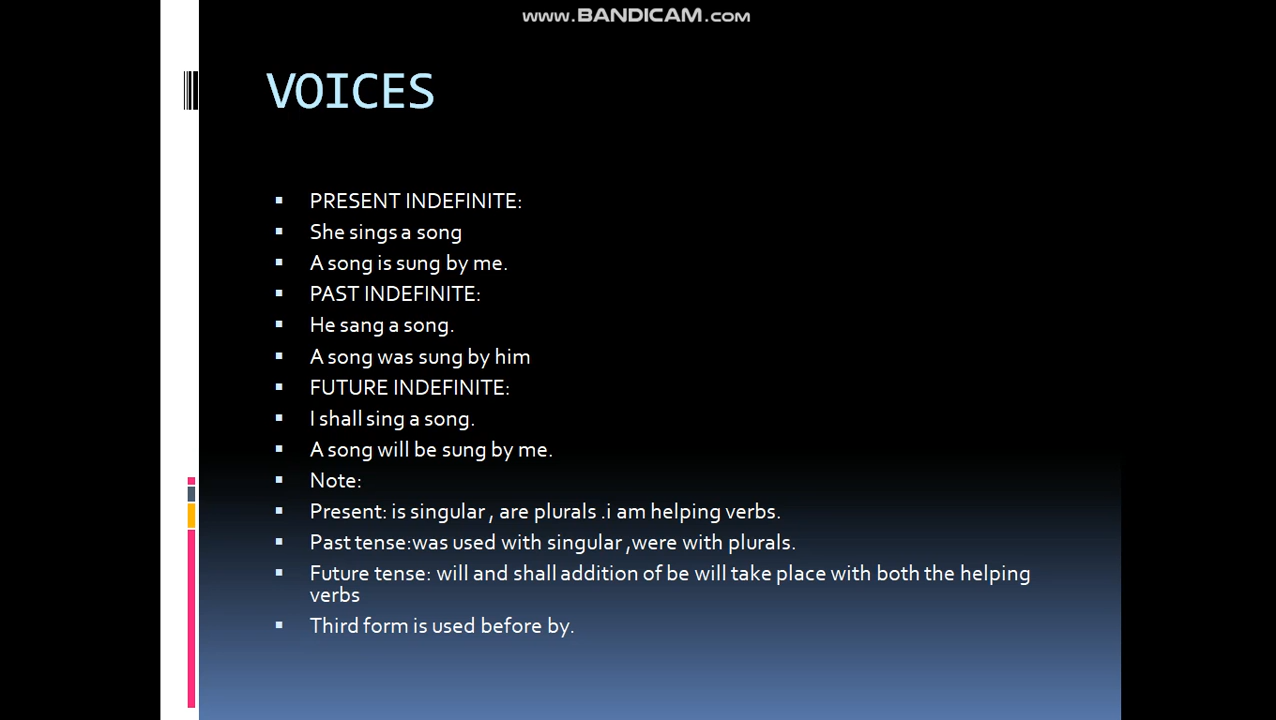 www.BANDICAM.com
VOICES
PRESENT INDEFINITE:
She sings a song
A song is sung by me.
PAST INDEFINITE:
He sang a song.
A song was sung by him
FUTURE INDEFINITE:
I shall sing a song.
A song will be sung by me.
Note:
Present: is singular , are plurals .i am helping verbs.
Past tense:was used with singular ,were with plurals.
Future tense: will and shall addition of be will take place with both the helping
verbs
Third form is used before by.